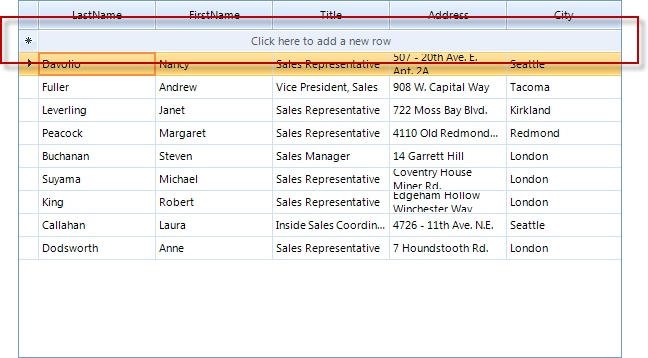 LastName FirstName Title Address City
Click here to add a new row
Davolio Nancy Sales Representative 507 - 20th Ave. E. Apt. 2A Seattle
Fuller Andrew Vice President, Sales 908 W. Capital Way Tacoma
Leverling Janet Sales Representative 722 Moss Bay Blvd. Kirkland
Peacock Margaret Sales Representative 4110 Old Redmond... Redmond
Buchanan Steven Sales Manager 14 Garrett Hill London
Suyama Michael Sales Representative Coventry House Miner Rd. London
King Robert Sales Representative Edgeham Hollow Winchester Way London
Callahan Laura Inside Sales Coordin... 4726 - 11th Ave. N.E. Seattle
Dodsworth Anne Sales Representative 7 Houndstooth Rd. London